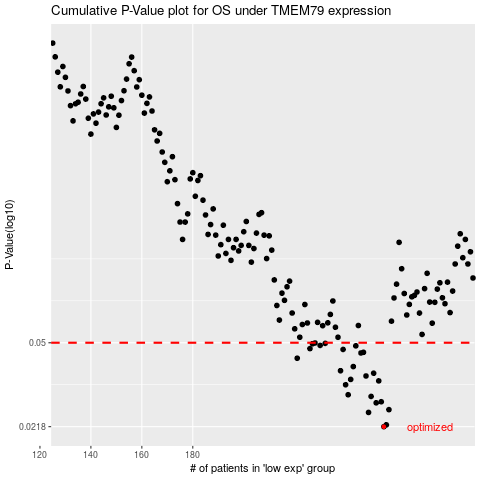 Cumulative P-Value plot for OS under TMEM79 expression
P-Value(log10)
0.05
0.0218
optimized
120 140 160 180
# of patients in 'low exp' group